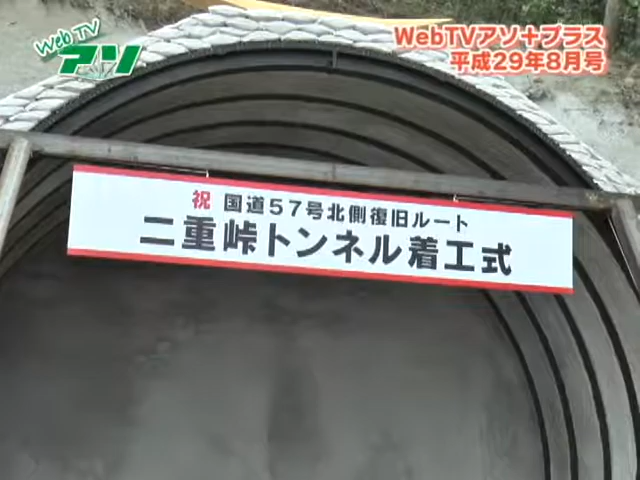 Web TV
アソ
WebTVアソ＋プラス
平成29年8月号
祝 国道57号北側復旧ルート
二重峠トンネル着工式